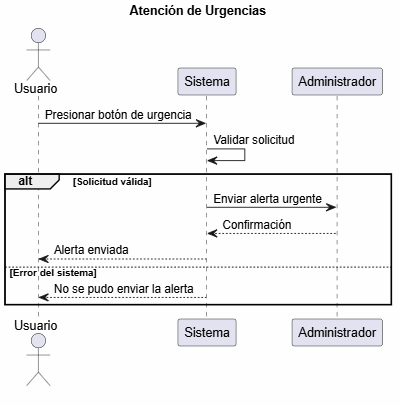 Atención de Urgencias
Usuario
Sistema
Administrador
Presionar botón de urgencia
Validar solicitud
alt
[Solicitud válida]
Enviar alerta urgente
Confirmación
Alerta enviada
[Error del sistema]
No se pudo enviar la alerta
Usuario
Sistema
Administrador